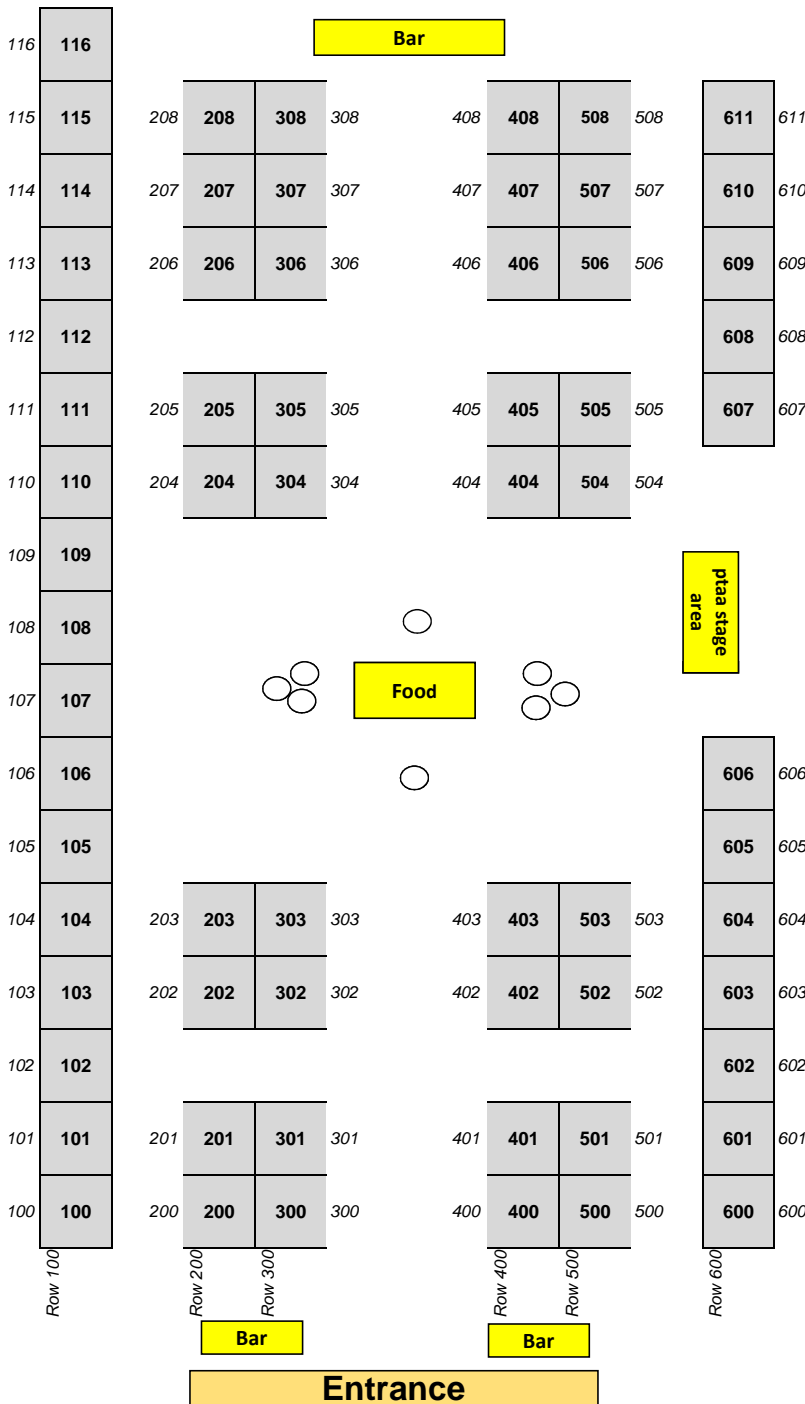 Bar
116 116
115 115 208 208 308 308 408 408 508 508 611 611
114 114 207 207 307 307 407 407 507 507 610 610
113 113 206 206 306 306 406 406 506 506 609 609
112 112 608 608
111 111 205 205 305 305 405 405 505 505 607 607
110 110 204 204 304 304 404 404 504 504
109 109
ptaa stage
area
108 108
107 107 Food
106 106 606 606
105 105 605 605
104 104 203 203 303 303 403 403 503 503 604 604
103 103 202 202 302 302 402 402 502 502 603 603
102 102 602 602
101 101 201 201 301 301 401 401 501 501 601 601
100 100 200 200 300 300 400 400 500 500 600 600
Row 100 Row 200 Row 300 Row 400 Row 500 Row 600
Bar Bar
Entrance